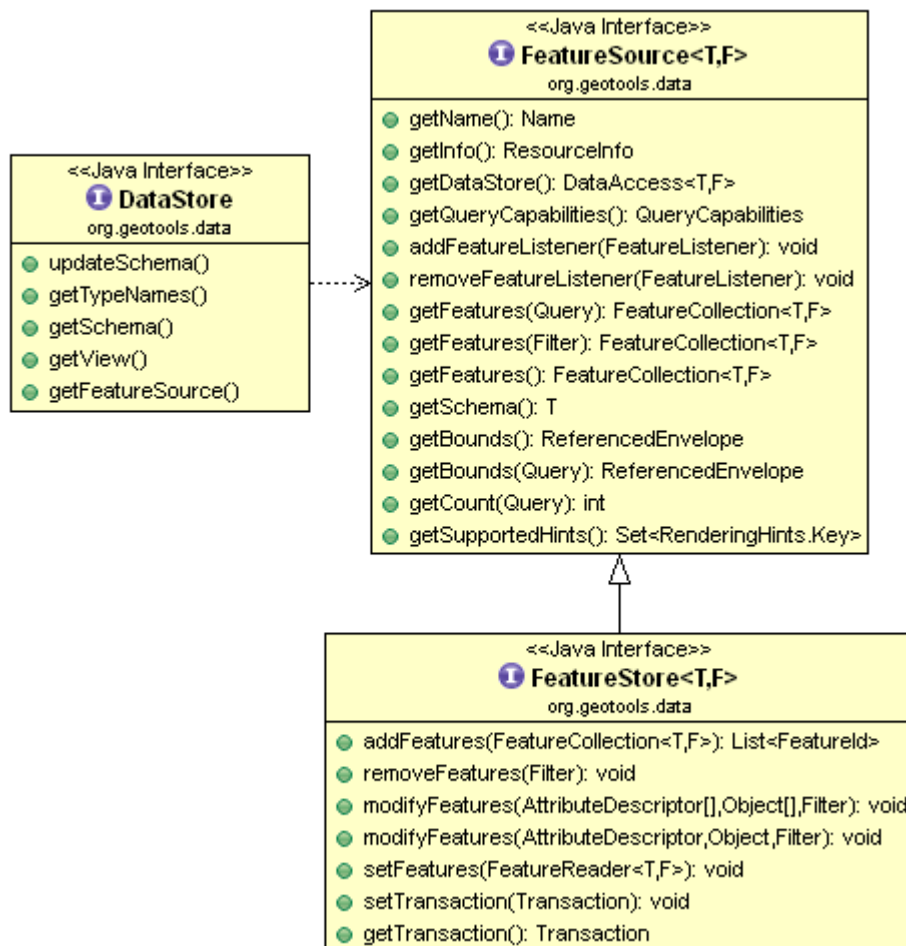 <<Java Interface>>
FeatureSource<T,F>
org.geotools.data
getName(): Name
getInfo(): ResourceInfo
getDataStore(): DataAccess<T,F>
getQueryCapabilities(): QueryCapabilities
addFeatureListener(FeatureListener): void
removeFeatureListener(FeatureListener): void
getFeatures(Query): FeatureCollection<T,F>
getFeatures(Filter): FeatureCollection<T,F>
getFeatures(): FeatureCollection<T,F>
getSchema(): T
getBounds(): ReferencedEnvelope
getBounds(Query): ReferencedEnvelope
getCount(Query): int
getSupportedHints(): Set<RenderingHints.Key>
<<Java Interface>>
DataStore
org.geotools.data
updateSchema()
getTypeNames()
getSchema()
getView()
getFeatureSource()
<<Java Interface>>
FeatureStore<T,F>
org.geotools.data
addFeatures(FeatureCollection<T,F>): List<FeatureId>
removeFeatures(Filter): void
modifyFeatures(AttributeDescriptor[],Object[],Filter): void
modifyFeatures(AttributeDescriptor,Object,Filter): void
setFeatures(FeatureReader<T,F>): void
setTransaction(Transaction): void
getTransaction(): Transaction